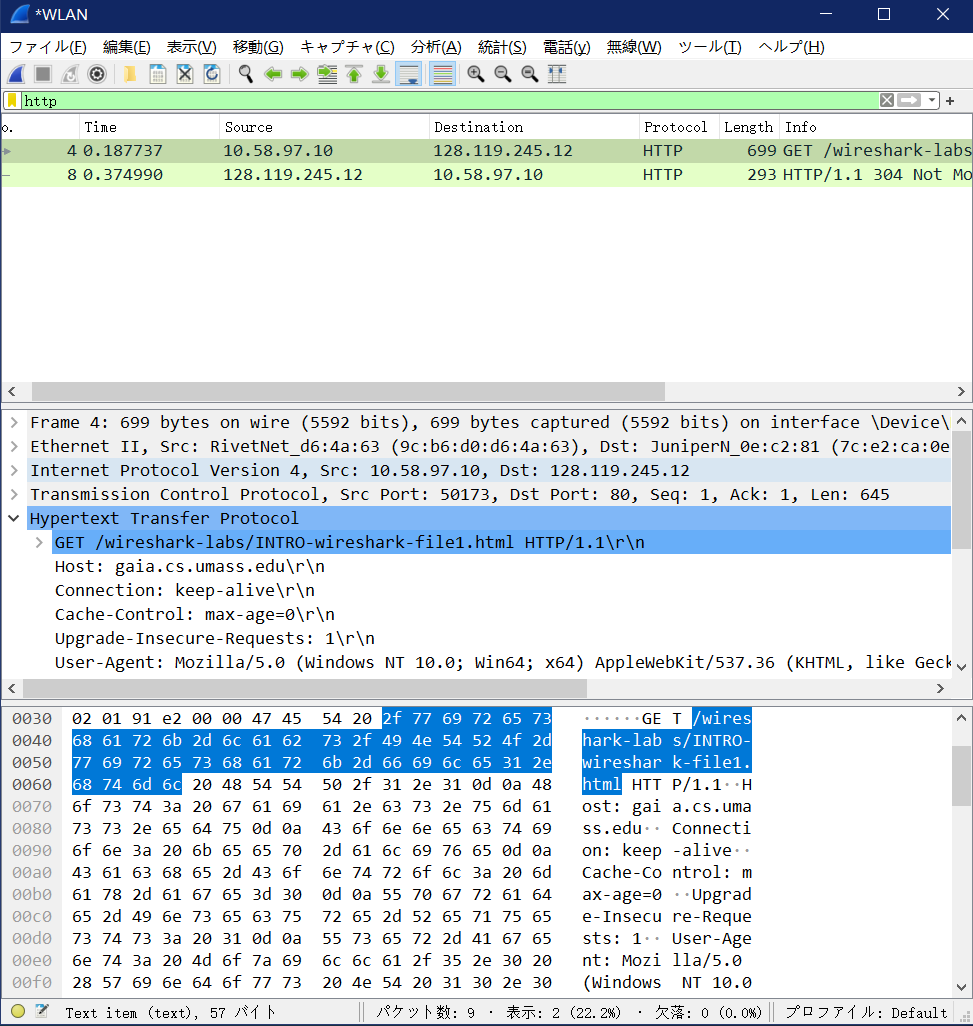 *WLAN
ファイル(F) 編集(E) 表示(V) 移動(G) キャプチャ(C) 分析(A) 統計(S) 電話(y) 無線(W) ツール(T) ヘルプ(H)
http
o. Time Source Destination Protocol Length Info
4 0.187737 10.58.97.10 128.119.245.12 HTTP 699 GET /wireshark-labs
8 0.374990 128.119.245.12 10.58.97.10 HTTP 293 HTTP/1.1 304 Not Mo
Frame 4: 699 bytes on wire (5592 bits), 699 bytes captured (5592 bits) on interface \Device\
Ethernet II, Src: RivetNet_d6:4a:63 (9c:b6:d0:d6:4a:63), Dst: JuniperN_0e:c2:81 (7c:e2:ca:0e
Internet Protocol Version 4, Src: 10.58.97.10, Dst: 128.119.245.12
Transmission Control Protocol, Src Port: 50173, Dst Port: 80, Seq: 1, Ack: 1, Len: 645
Hypertext Transfer Protocol
GET /wireshark-labs/INTRO-wireshark-file1.html HTTP/1.1\r\n
Host: gaia.cs.umass.edu\r\n
Connection: keep-alive\r\n
Cache-Control: max-age=0\r\n
Upgrade-Insecure-Requests: 1\r\n
User-Agent: Mozilla/5.0 (Windows NT 10.0; Win64; x64) AppleWebKit/537.36 (KHTML, like Geck
0030 02 01 91 e2 00 00 47 45 54 20 2f 77 69 72 65 73 ······GE T /wires
0040 68 61 72 6b 2d 6c 61 62 73 2f 49 4e 54 52 4f 2d hark-lab s/INTRO-
0050 77 69 72 65 73 68 61 72 6b 2d 66 69 6c 65 31 2e wireshar k-file1.
0060 68 74 6d 6c 20 48 54 54 50 2f 31 2e 31 0d 0a 48 html HTT P/1.1··H
0070 6f 73 74 3a 20 67 61 69 61 2e 63 73 2e 75 6d 61 ost: gai a.cs.uma
0080 73 73 2e 65 64 75 0d 0a 43 6f 6e 6e 65 63 74 69 ss.edu·· Connecti
0090 6f 6e 3a 20 6b 65 65 70 2d 61 6c 69 76 65 0d 0a on: keep -alive··
00a0 43 61 63 68 65 2d 43 6f 6e 74 72 6f 6c 3a 20 6d Cache-Co ntrol: m
00b0 61 78 2d 61 67 65 3d 30 0d 0a 55 70 67 72 61 64 ax-age=0 ··Upgrad
00c0 65 2d 49 6e 73 65 63 75 72 65 2d 52 65 71 75 65 e-Insecu re-Reque
00d0 73 74 73 3a 20 31 0d 0a 55 73 65 72 2d 41 67 65 sts: 1·· User-Age
00e0 6e 74 3a 20 4d 6f 7a 69 6c 6c 61 2f 35 2e 30 20 nt: Mozi lla/5.0
00f0 28 57 69 6e 64 6f 77 73 20 4e 54 20 31 30 2e 30 (Windows NT 10.0
Text item (text), 57 バイト パケット数: 9 · 表示: 2 (22.2%) · 欠落: 0 (0.0%) プロファイル: Default